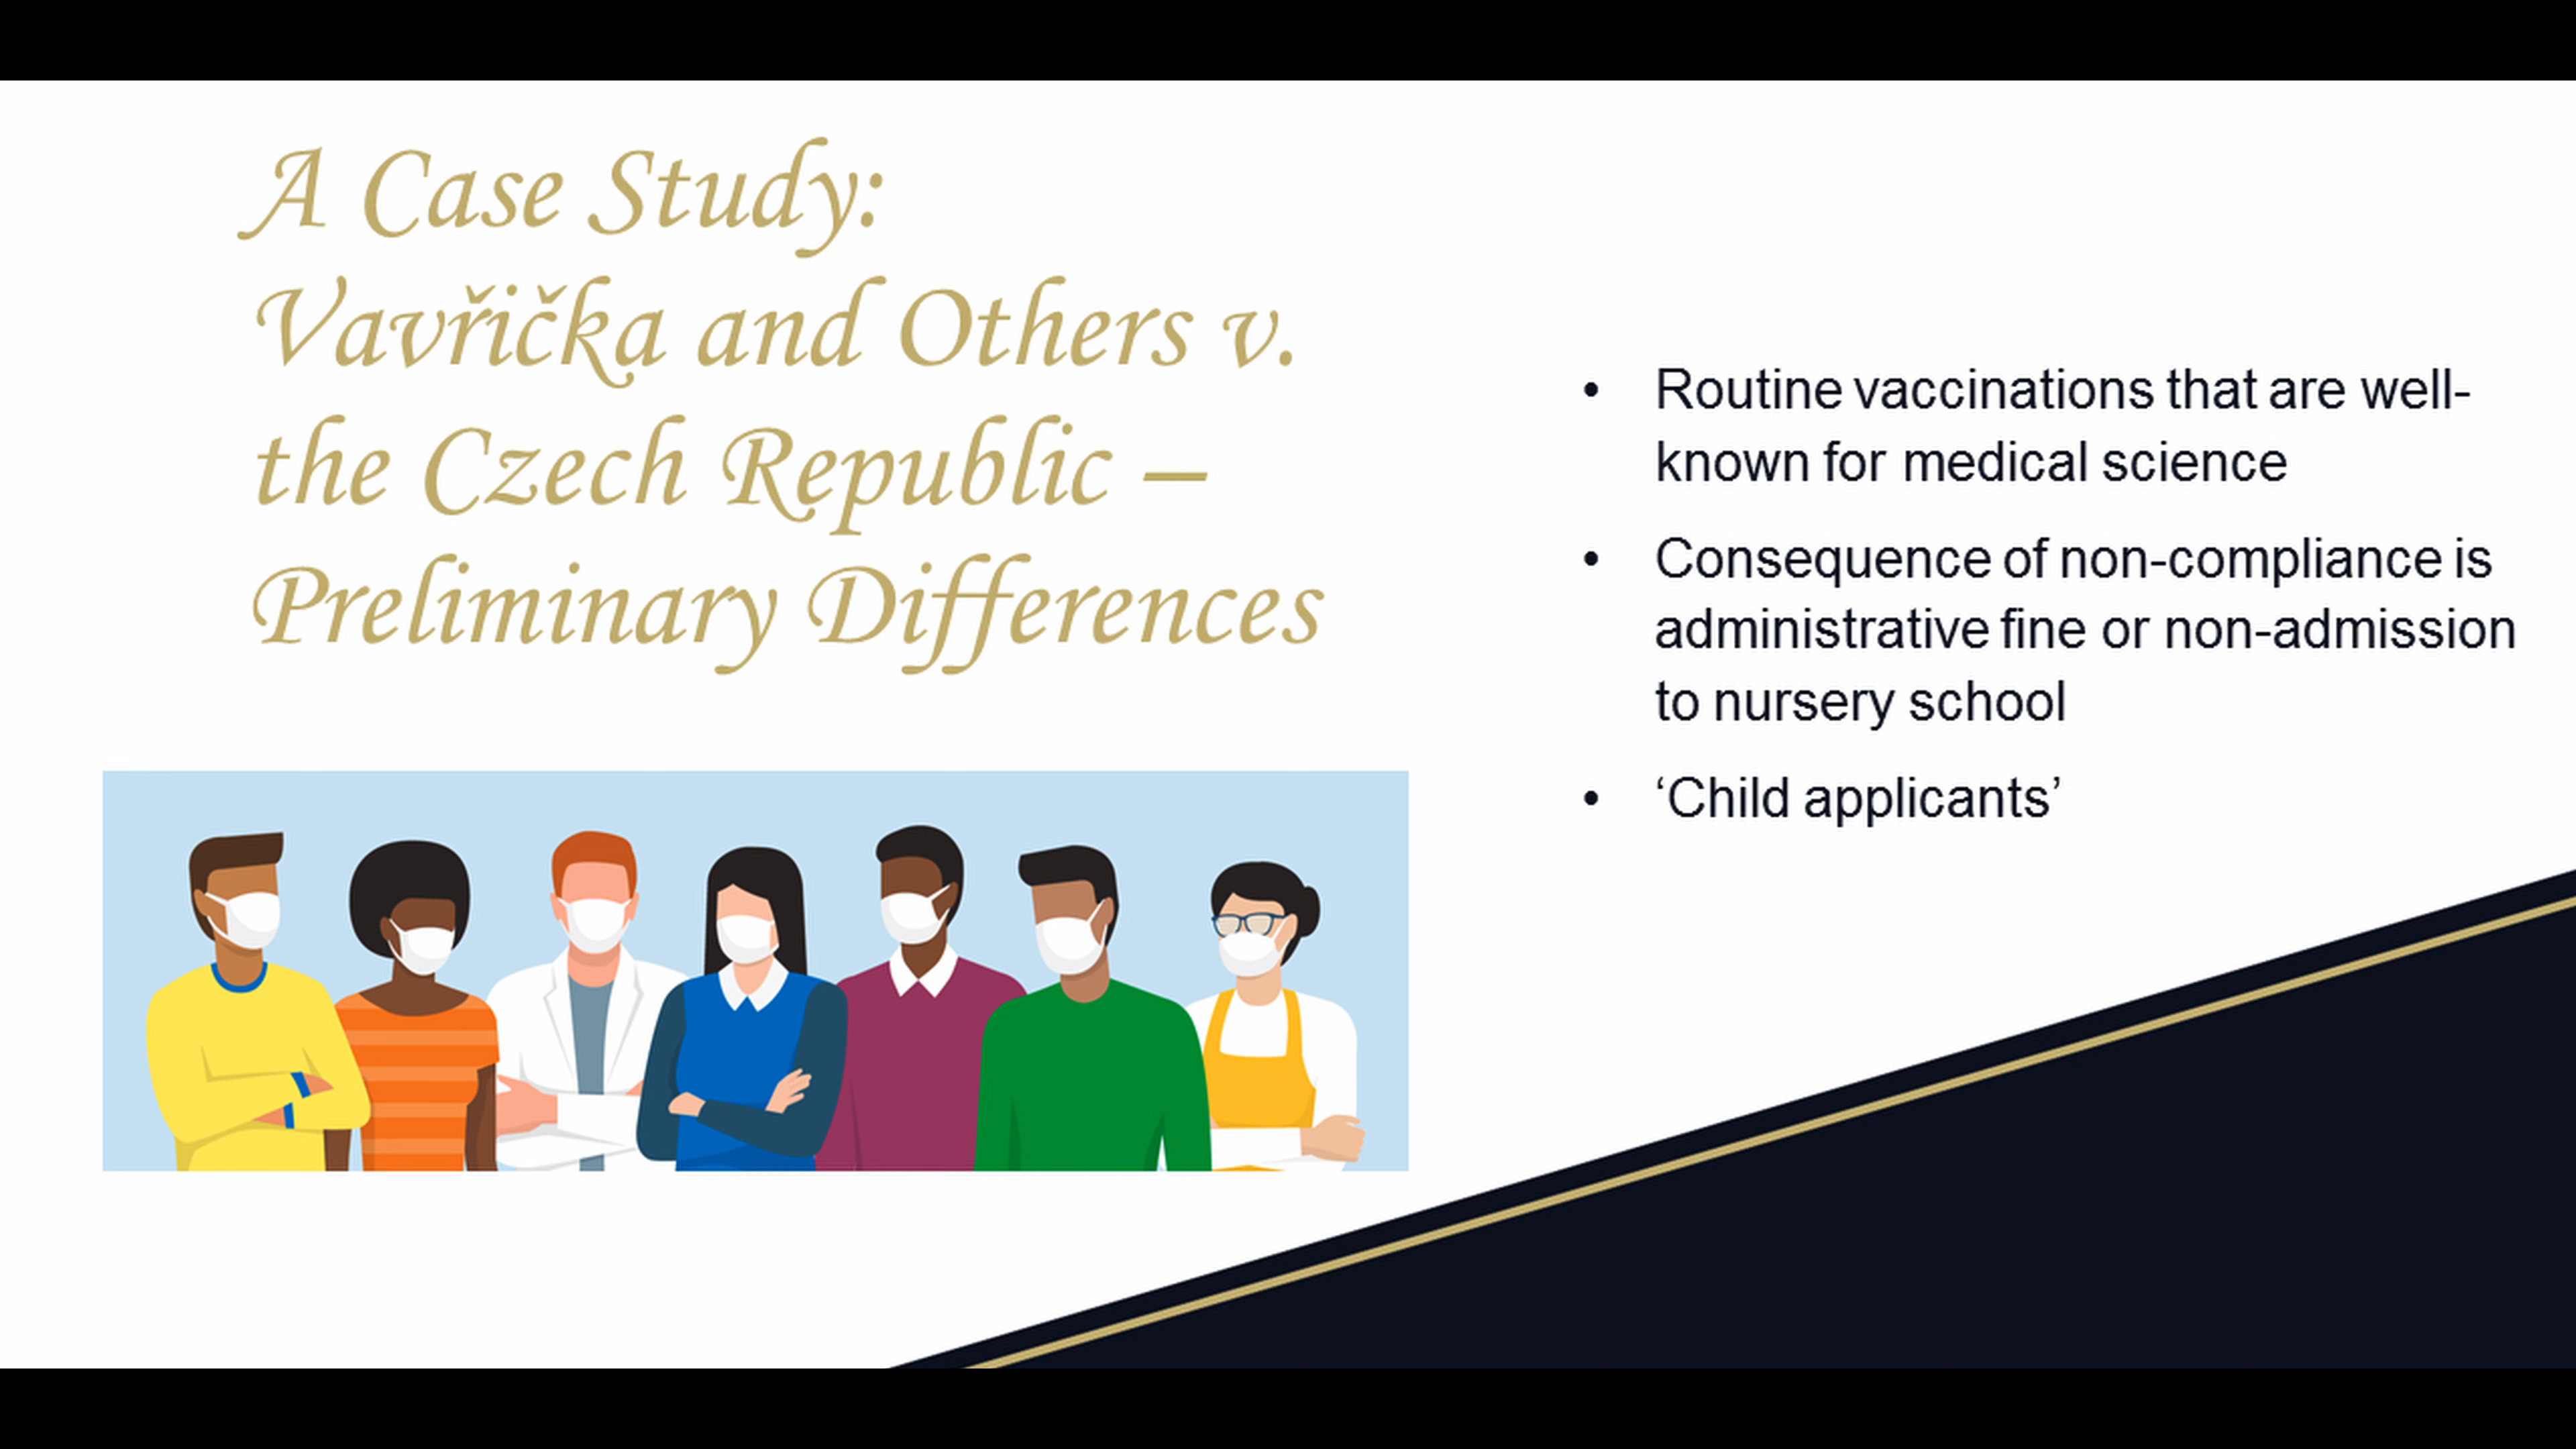 A Case Study:
Vavřička and Others v.
the Czech Republic –
Preliminary Differences
• Routine vaccinations that are well-
known for medical science
• Consequence of non-compliance is
administrative fine or non-admission
to nursery school
• ‘Child applicants’